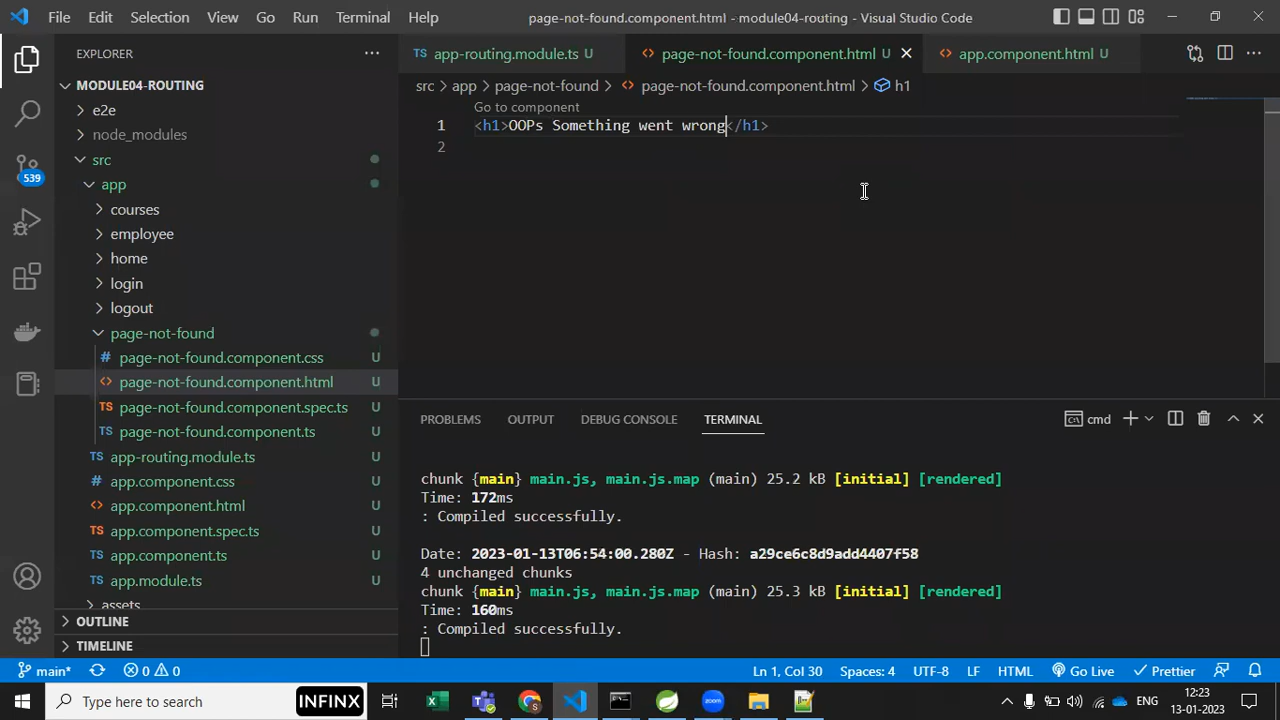 File Edit Selection View Go Run Terminal Help page-not-found.component.html - module04-routing - Visual Studio Code
EXPLORER
app-routing.module.ts U page-not-found.component.html U app.component.html U
MODULE04-ROUTING
src > app > page-not-found > page-not-found.component.html > h1
e2e
node_modules
src
app
courses
employee
home
login
logout
page-not-found
page-not-found.component.css U
page-not-found.component.html U
page-not-found.component.spec.ts U
page-not-found.component.ts U
app-routing.module.ts U
app.component.css U
app.component.html U
app.component.spec.ts U
app.component.ts U
app.module.ts U
assets
OUTLINE
TIMELINE
539
Go to component
1 <h1>OOPs Something went wrong</h1>
2
PROBLEMS OUTPUT DEBUG CONSOLE TERMINAL cmd
chunk {main} main.js, main.js.map (main) 25.2 kB [initial] [rendered]
Time: 172ms
: Compiled successfully.
Date: 2023-01-13T06:54:00.280Z - Hash: a29ce6c8d9add4407f58
4 unchanged chunks
chunk {main} main.js, main.js.map (main) 25.3 kB [initial] [rendered]
Time: 160ms
: Compiled successfully.
main* 0 0 Ln 1, Col 30 Spaces: 4 UTF-8 LF HTML Go Live Prettier
Type here to search INFINX zoom ENG 12:23
13-01-2023